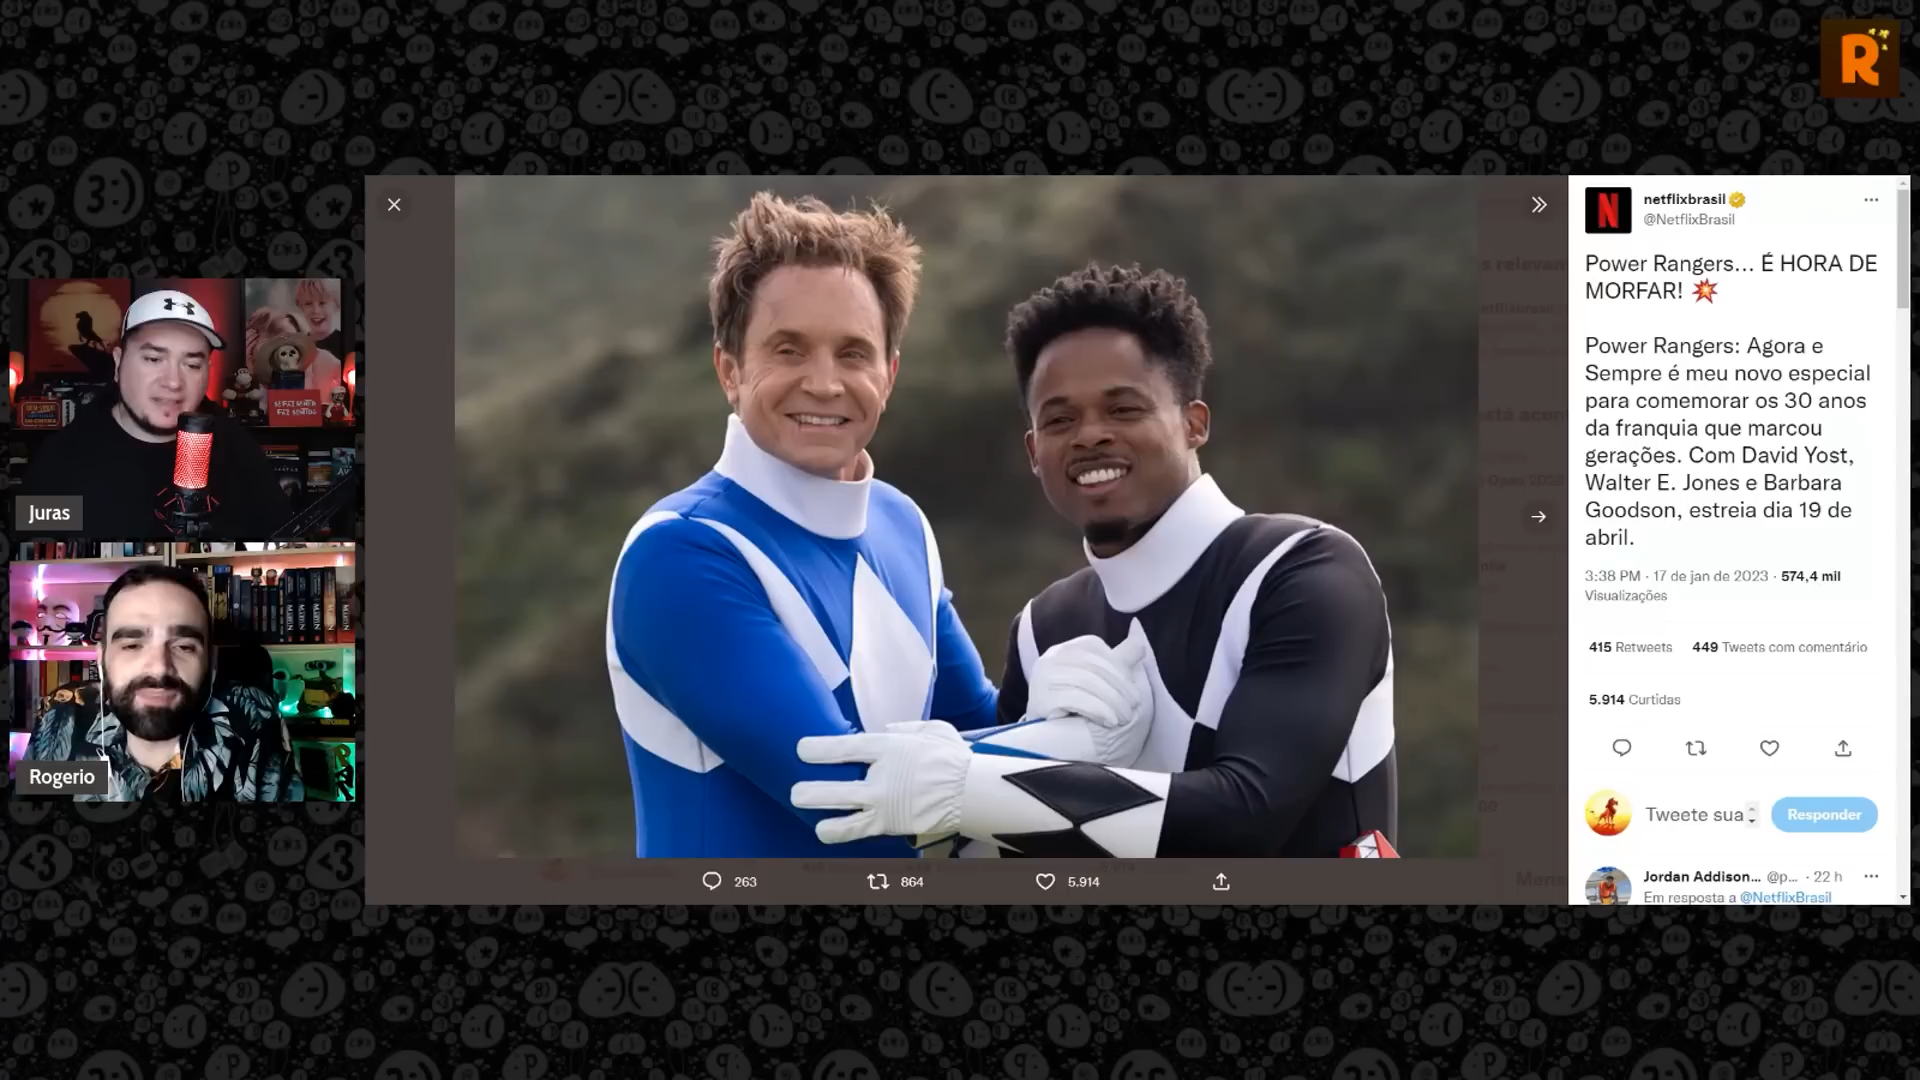 R
Juras
Rogerio
263
864
5.914
netflixbrasil
@NetflixBrasil
Power Rangers... É HORA DE
MORFAR! 💥
Power Rangers: Agora e
Sempre é meu novo especial
para comemorar os 30 anos
da franquia que marcou
gerações. Com David Yost,
Walter E. Jones e Barbara
Goodson, estreia dia 19 de
abril.
3:38 PM · 17 de jan de 2023 · 574,4 mil
Visualizações
415 Retweets 449 Tweets com comentário
5.914 Curtidas
Tweete sua
Responder
Jordan Addison... @p... · 22 h
Em resposta a @NetflixBrasil